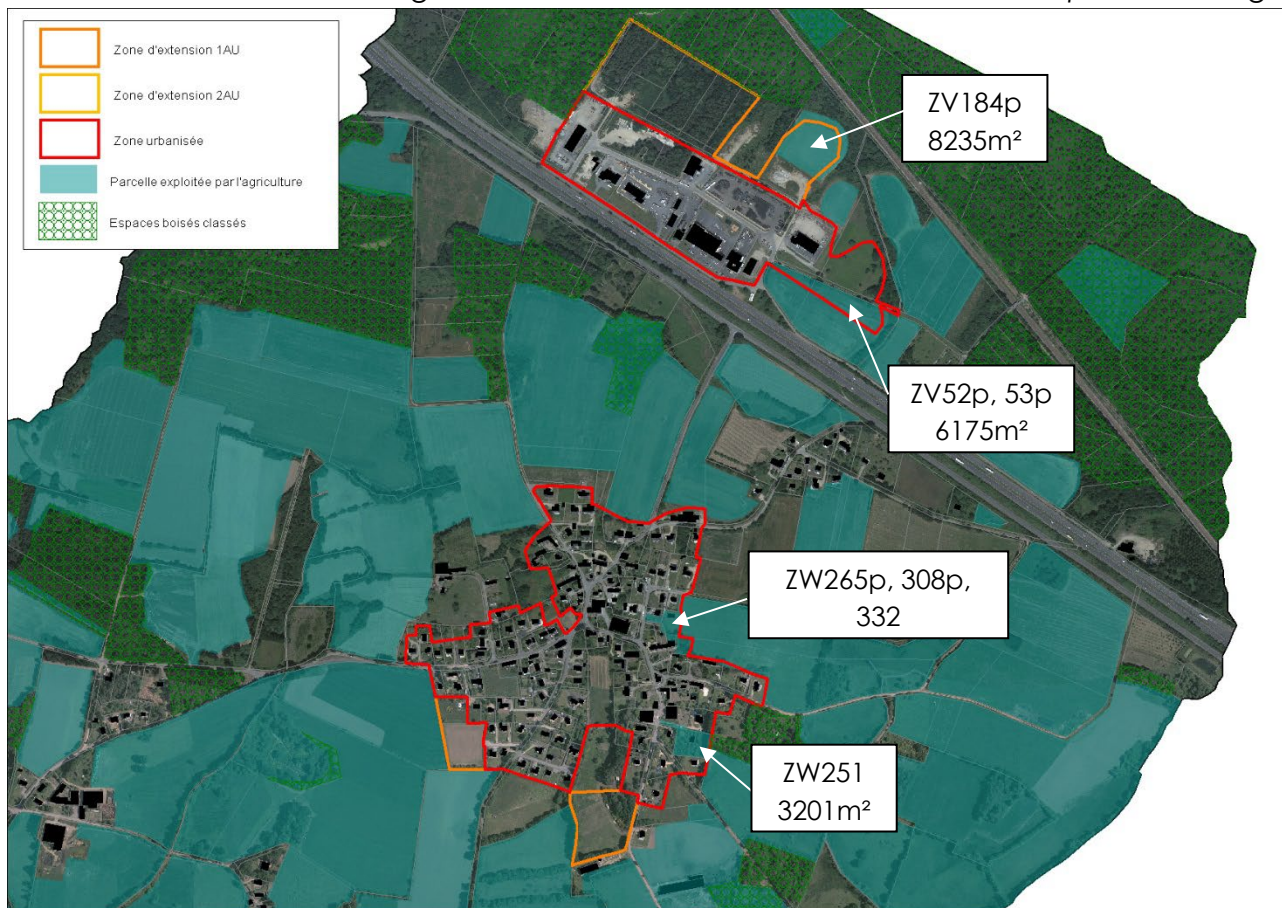 Zone d'extension 1AU
Zone d'extension 2AU
Zone urbanisée
Parcelle exploitée par l'agriculture
Espaces boisés classés
ZV184p
8235m²
ZV52p, 53p
6175m²
ZW265p, 308p,
332
ZW251
3201m²